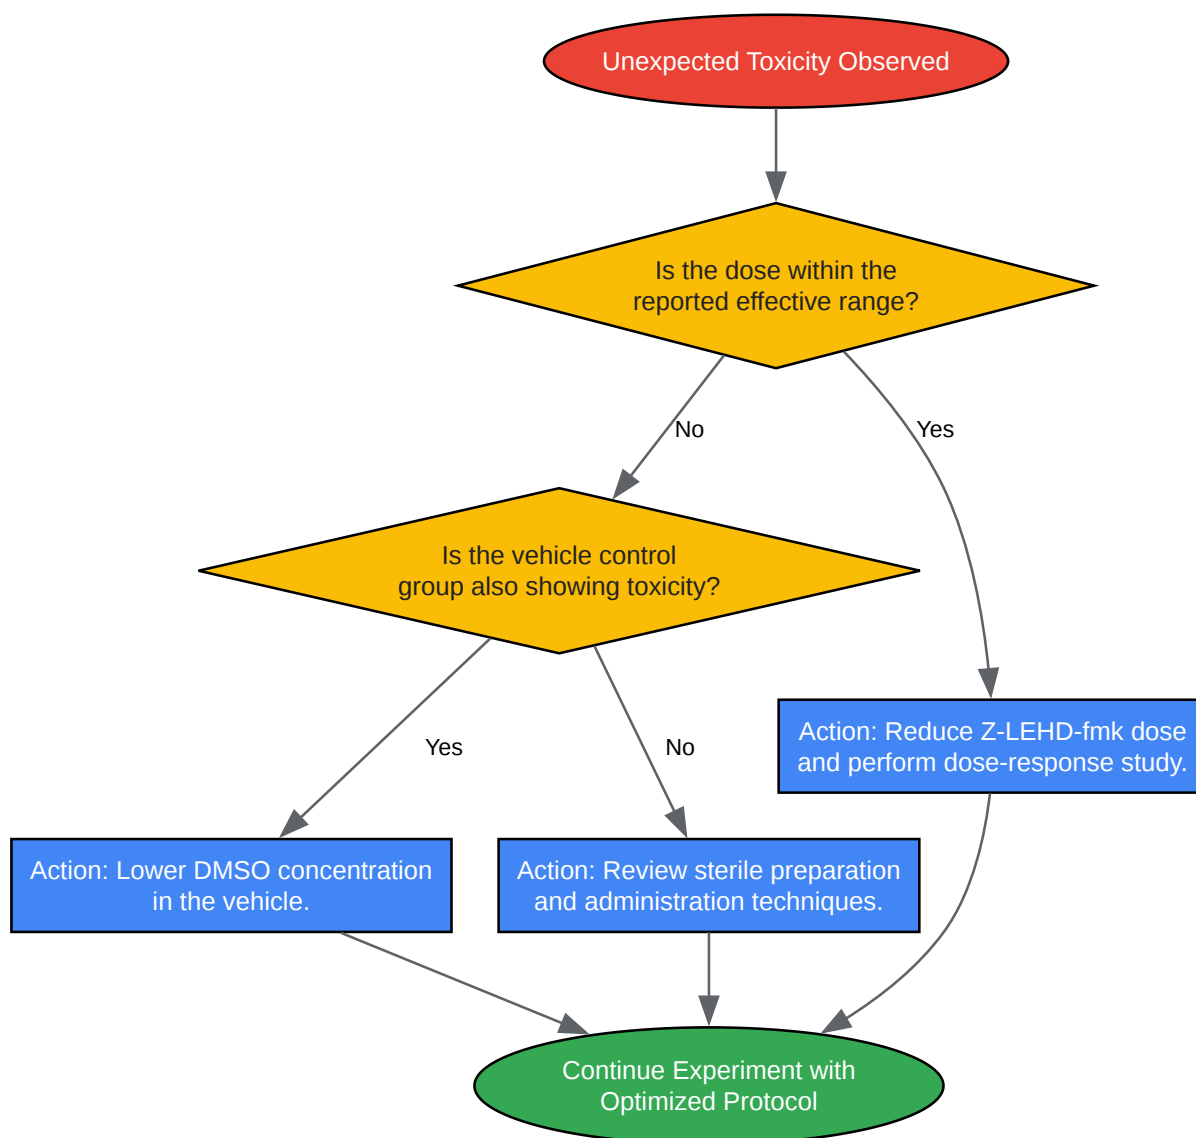 Unexpected Toxicity Observed
Is the dose within the
reported effective range?
No
Yes
Is the vehicle control
group also showing toxicity?
Yes
No
Action: Reduce Z-LEHD-fmk dose
and perform dose-response study.
Action: Lower DMSO concentration
in the vehicle.
Action: Review sterile preparation
and administration techniques.
Continue Experiment with
Optimized Protocol